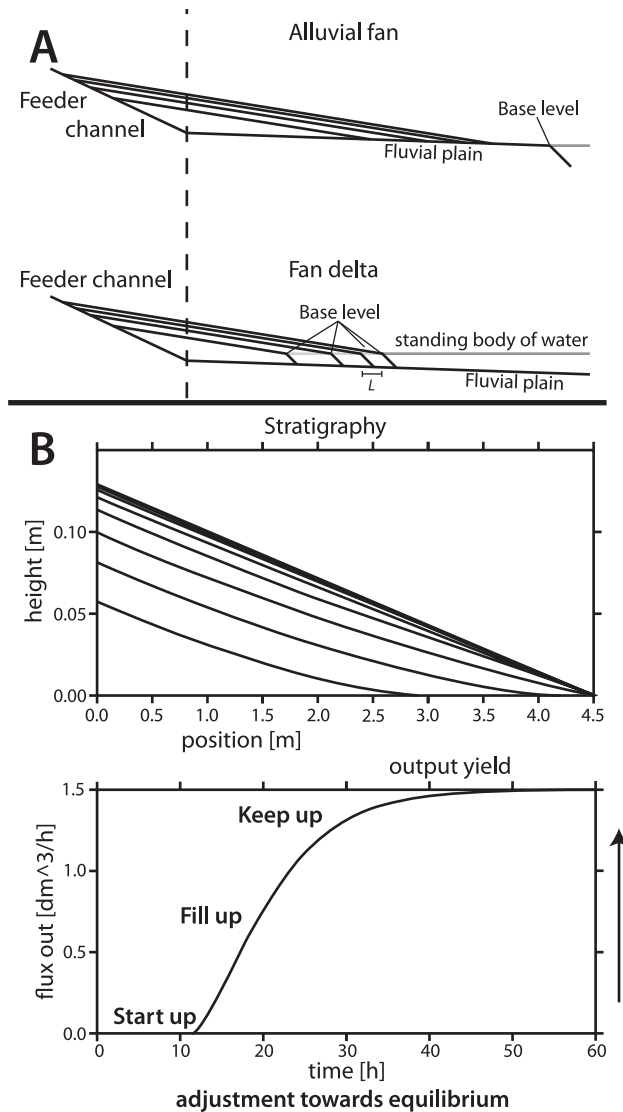 A
Alluvial fan
Feeder
channel
Base level
Fluvial plain
Feeder channel
Fan delta
Base level
standing body of water
L
Fluvial plain
B
Stratigraphy
height [m]
0.10
0.05
0.00
0.0 0.5 1.0 1.5 2.0 2.5 3.0 3.5 4.0 4.5
position [m]
output yield
flux out [dm^3/h]
1.5
1.0
0.5
0.0
Keep up
Fill up
Start up
0 10 20 30 40 50 60
time [h]
adjustment towards equilibrium